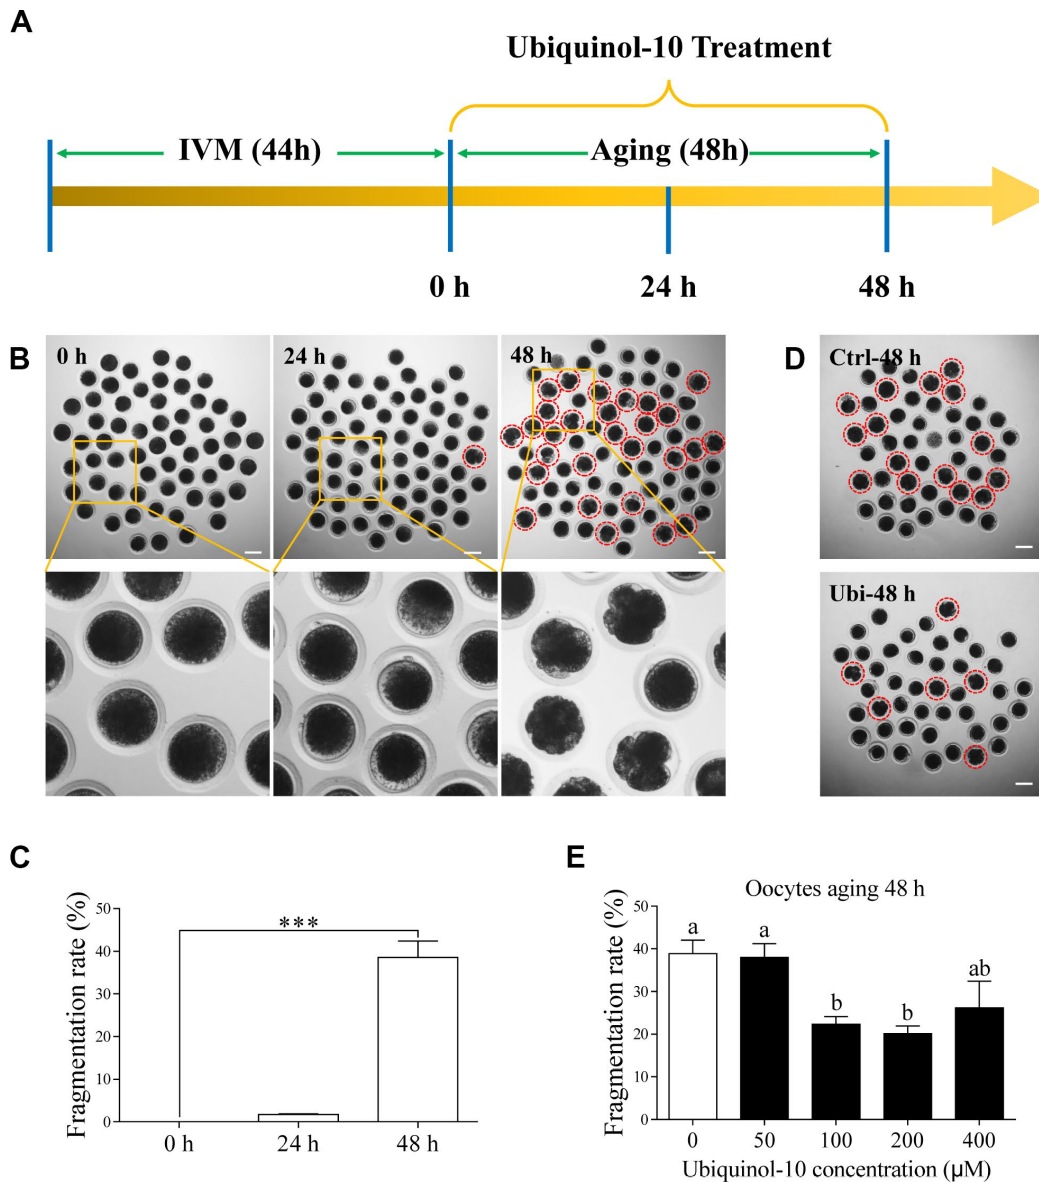 A
Ubiquinol-10 Treatment
IVM (44h)
Aging (48h)
0 h
24 h
48 h
B
0 h
24 h
48 h
D
Ctrl-48 h
Ubi-48 h
C
Fragmentation rate (%)
50
40
30
20
10
0
***
0 h
24 h
48 h
E
Oocytes aging 48 h
Fragmentation rate (%)
50
40
30
20
10
0
a
a
b
b
ab
0
50
100
200
400
Ubiquinol-10 concentration (μM)